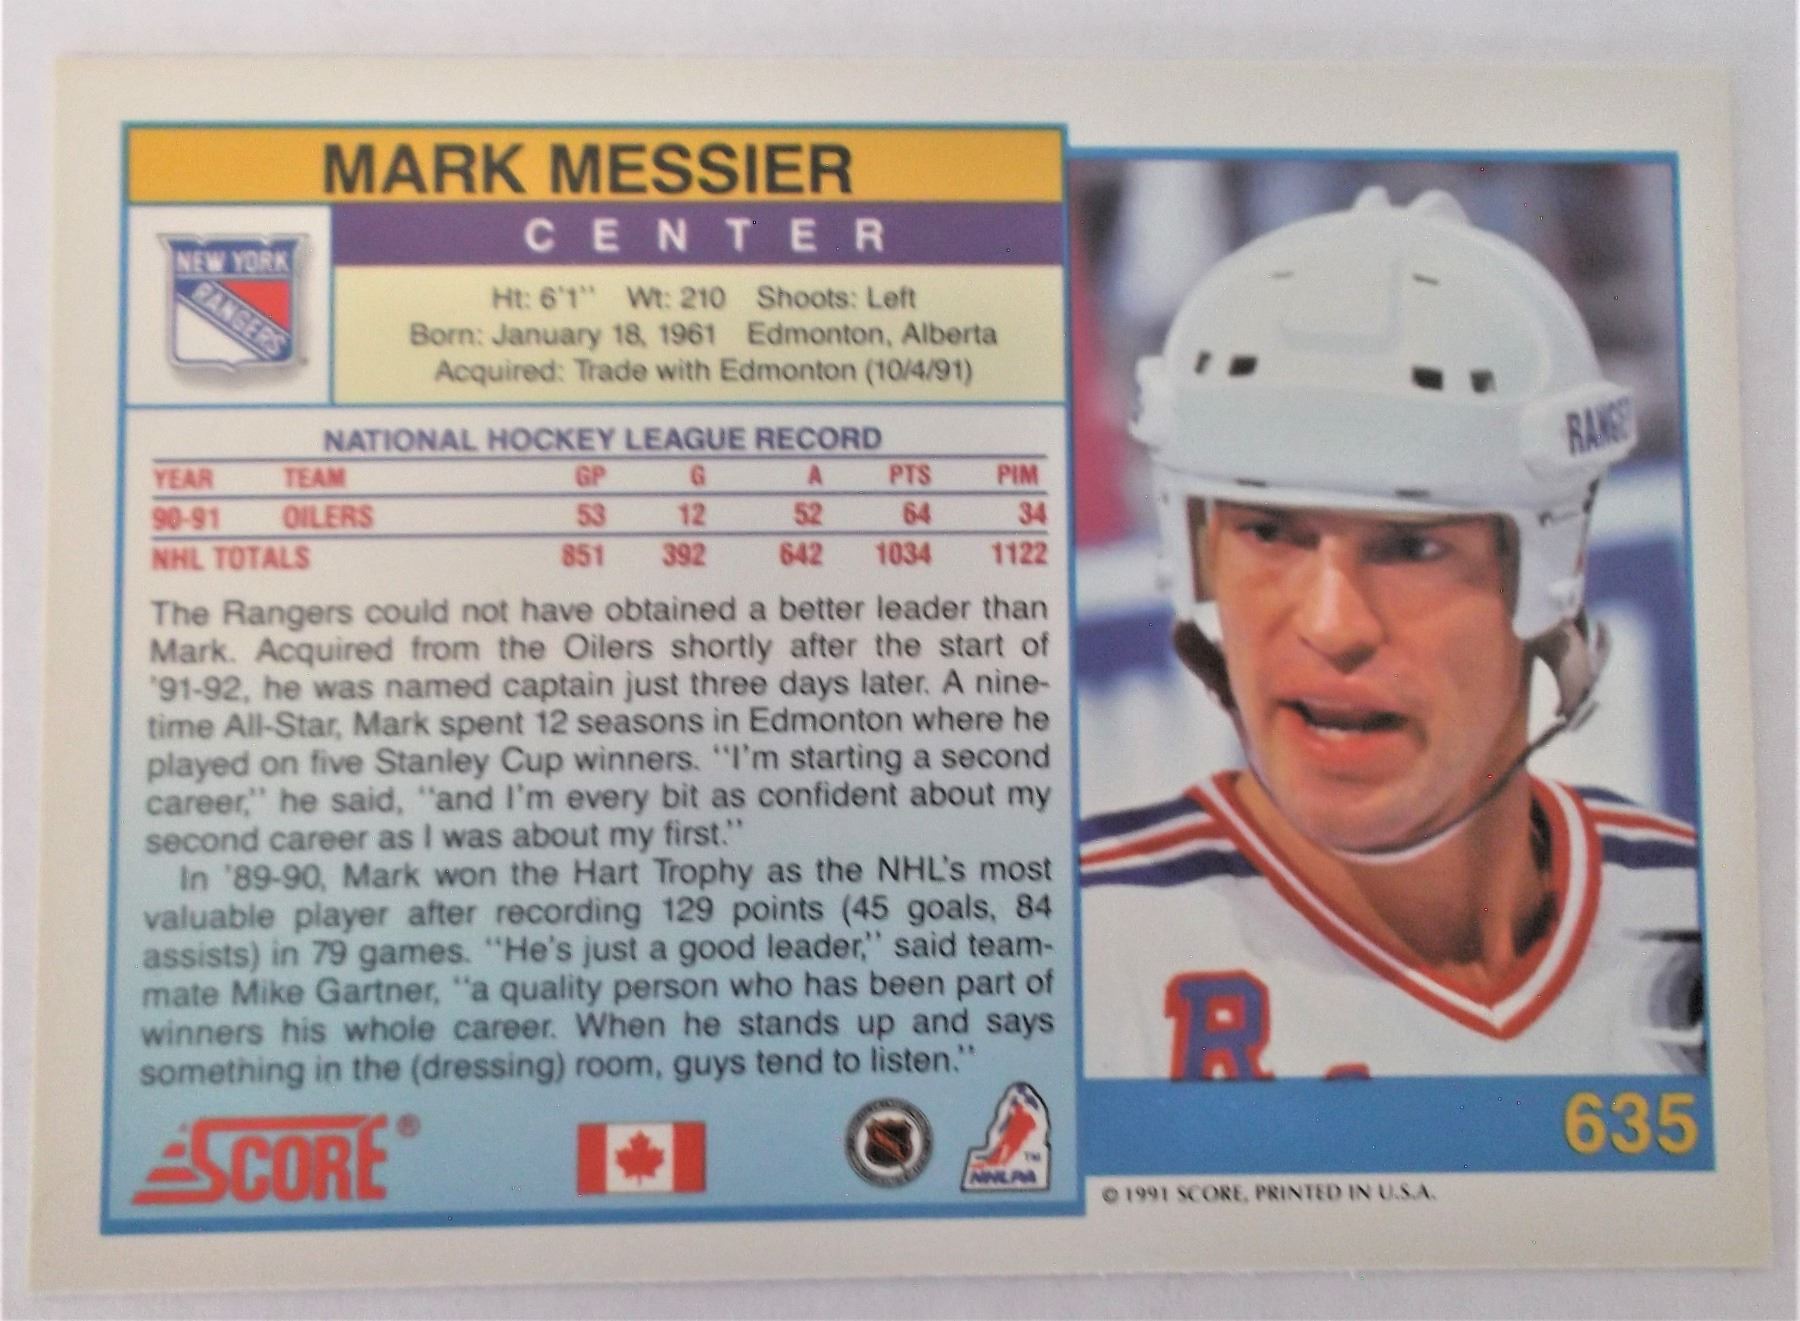 MARK MESSIER
CENTER
NEW YORK
RANGERS
Ht: 6'1'' Wt: 210 Shoots: Left
Born: January 18, 1961 Edmonton, Alberta
Acquired: Trade with Edmonton (10/4/91)
NATIONAL HOCKEY LEAGUE RECORD
YEAR TEAM GP G A PTS PIM
90-91 OILERS 53 12 52 64 34
NHL TOTALS 851 392 642 1034 1122
The Rangers could not have obtained a better leader than
Mark. Acquired from the Oilers shortly after the start of
'91-92, he was named captain just three days later. A nine-
time All-Star, Mark spent 12 seasons in Edmonton where he
played on five Stanley Cup winners. ''I'm starting a second
career,'' he said, ''and I'm every bit as confident about my
second career as I was about my first.''
In '89-90, Mark won the Hart Trophy as the NHL's most
valuable player after recording 129 points (45 goals, 84
assists) in 79 games. ''He's just a good leader,'' said team-
mate Mike Gartner, ''a quality person who has been part of
winners his whole career. When he stands up and says
something in the (dressing) room, guys tend to listen.''
SCORE®
NHLPA
TM
RANGE
R
635
© 1991 SCORE, PRINTED IN U.S.A.